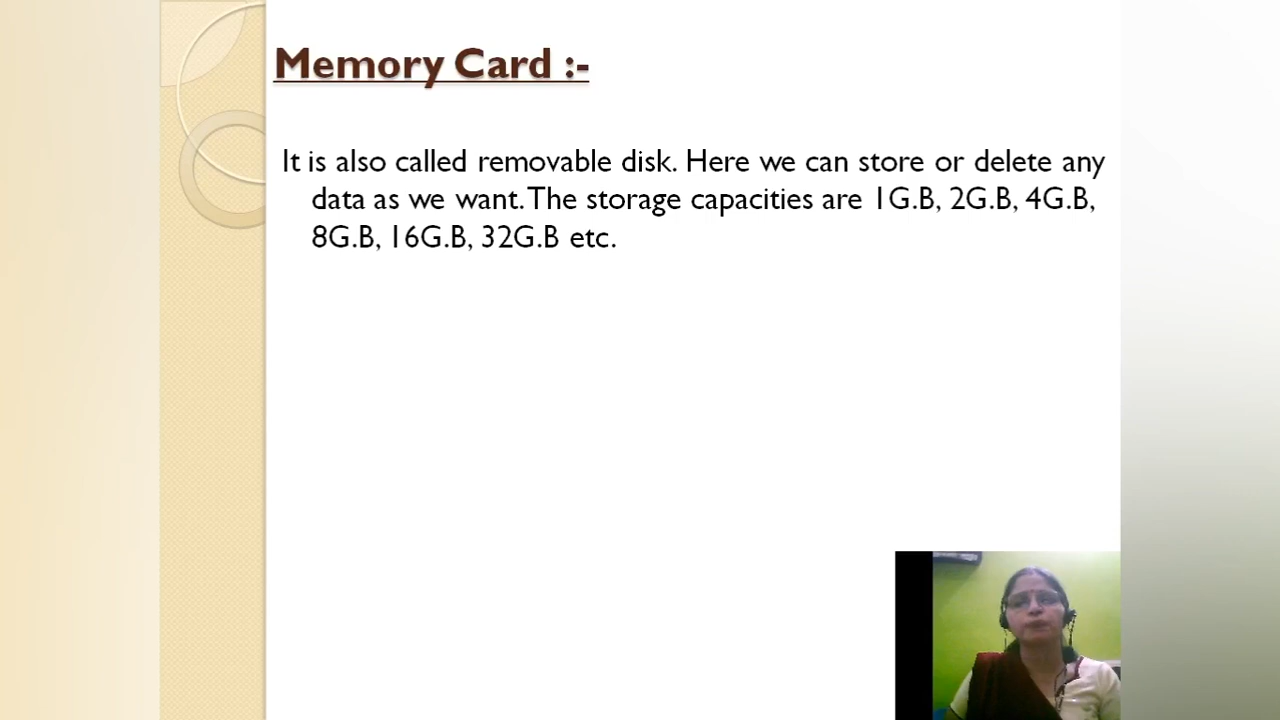 Memory Card :-
It is also called removable disk. Here we can store or delete any
data as we want. The storage capacities are 1G.B, 2G.B, 4G.B,
8G.B, 16G.B, 32G.B etc.